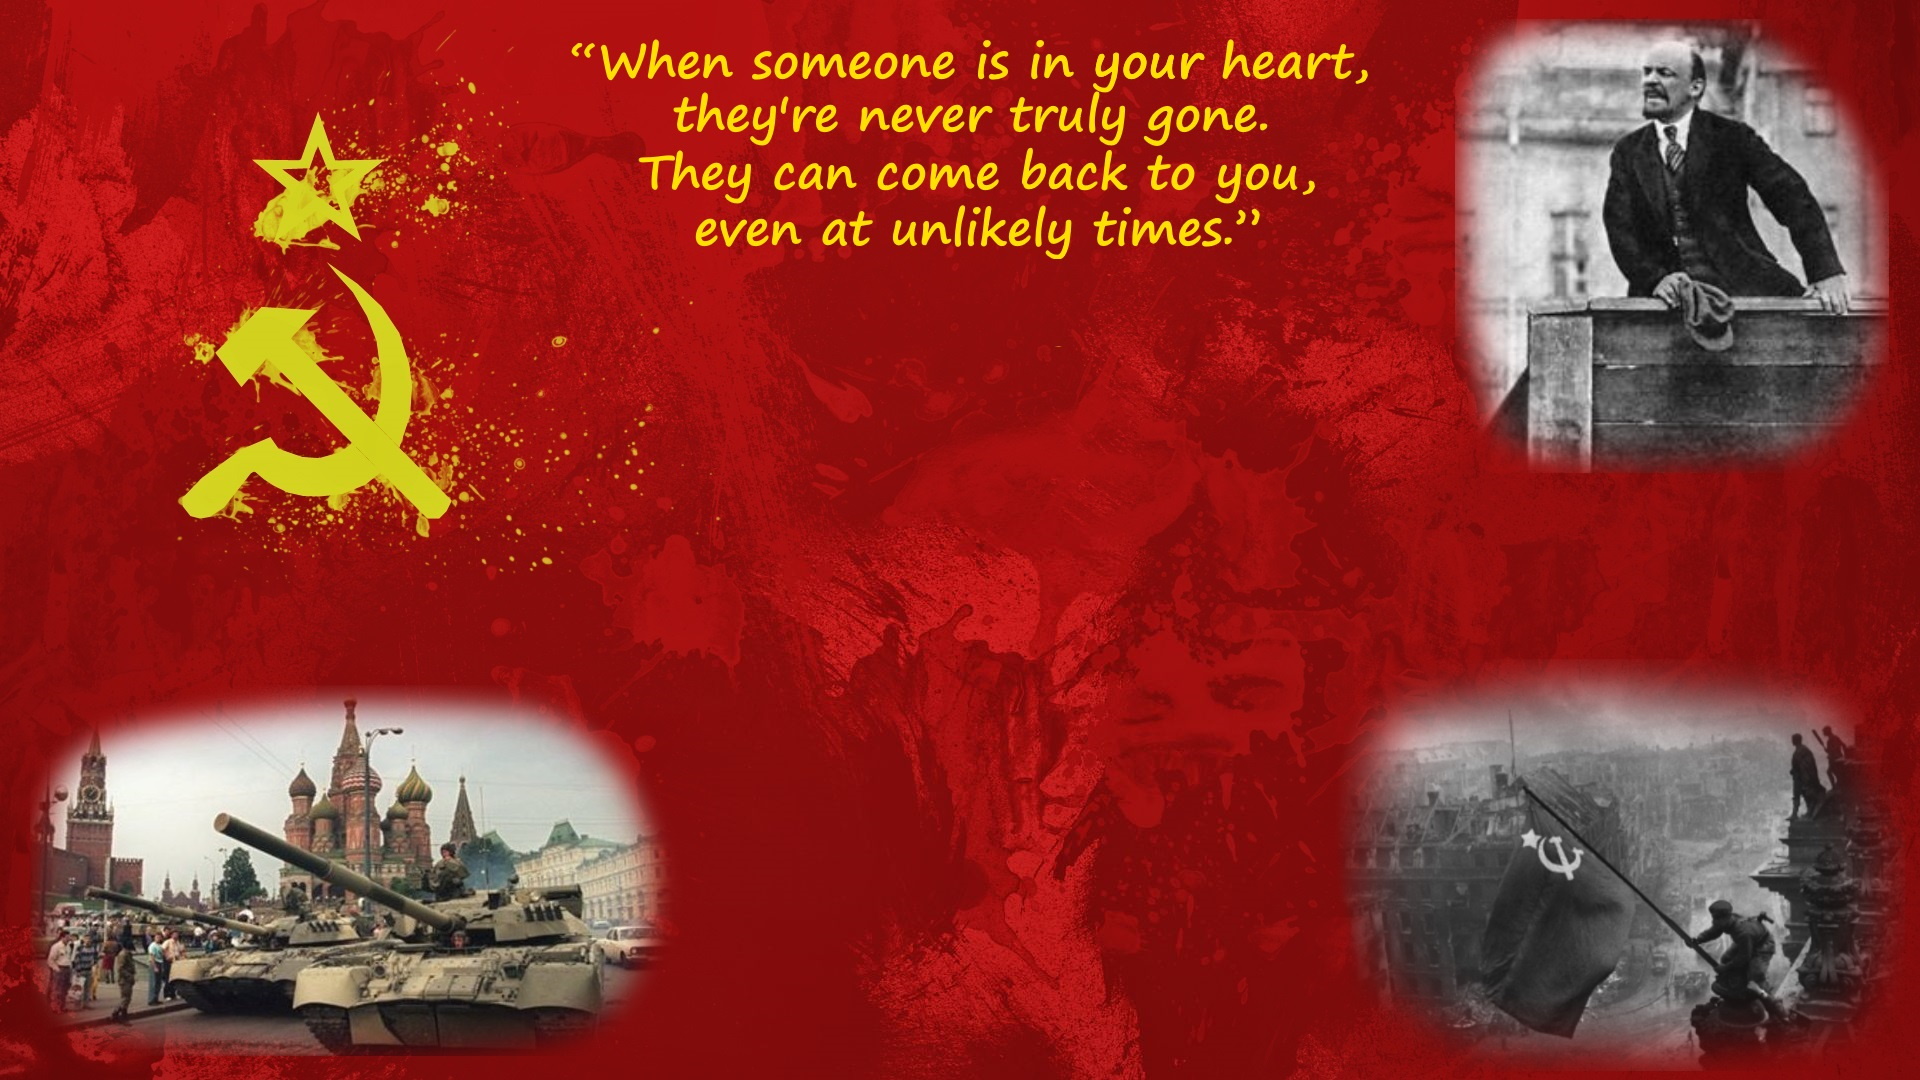 “When someone is in your heart,
they're never truly gone.
They can come back to you,
even at unlikely times.”